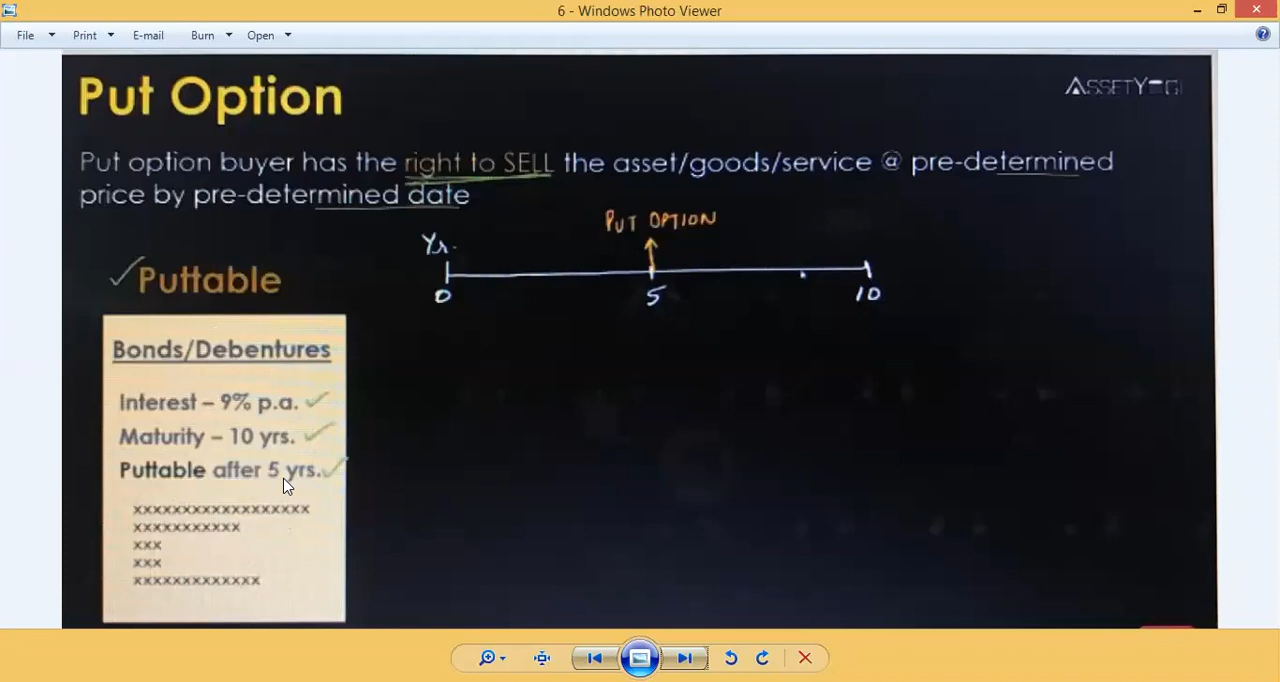 6 - Windows Photo Viewer
File Print E-mail Burn Open
Put Option
ASSETYOGI
Put option buyer has the right to SELL the asset/goods/service @ pre-determined
price by pre-determined date
PUT OPTION
Yr.
0 5 10
Puttable
Bonds/Debentures
Interest – 9% p.a.
Maturity – 10 yrs.
Puttable after 5 yrs.
xxxxxxxxxxxxxxxxxx
xxxxxxxxxxx
xxx
xxx
xxxxxxxxxxxxx